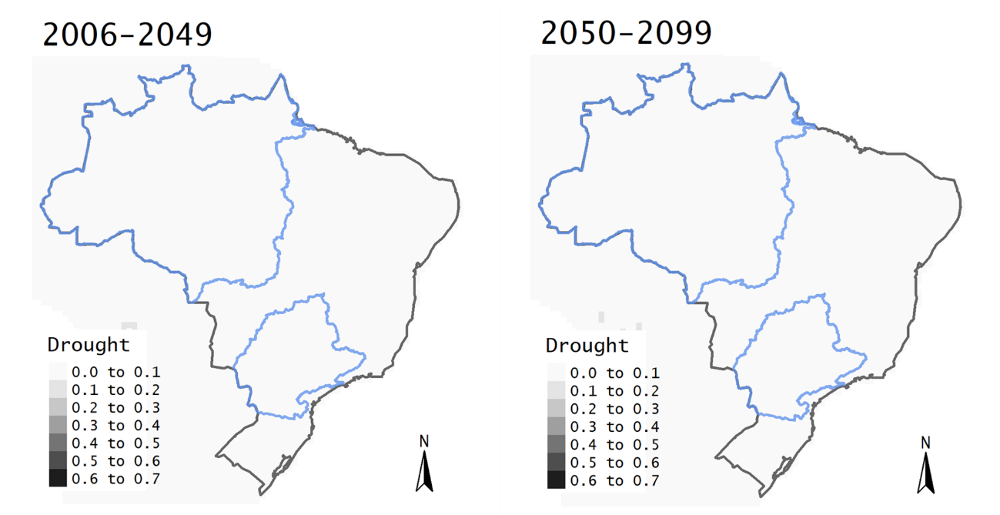 2006-2049
Drought
0.0 to 0.1
0.1 to 0.2
0.2 to 0.3
0.3 to 0.4
0.4 to 0.5
0.5 to 0.6
0.6 to 0.7
N
2050-2099
Drought
0.0 to 0.1
0.1 to 0.2
0.2 to 0.3
0.3 to 0.4
0.4 to 0.5
0.5 to 0.6
0.6 to 0.7
N